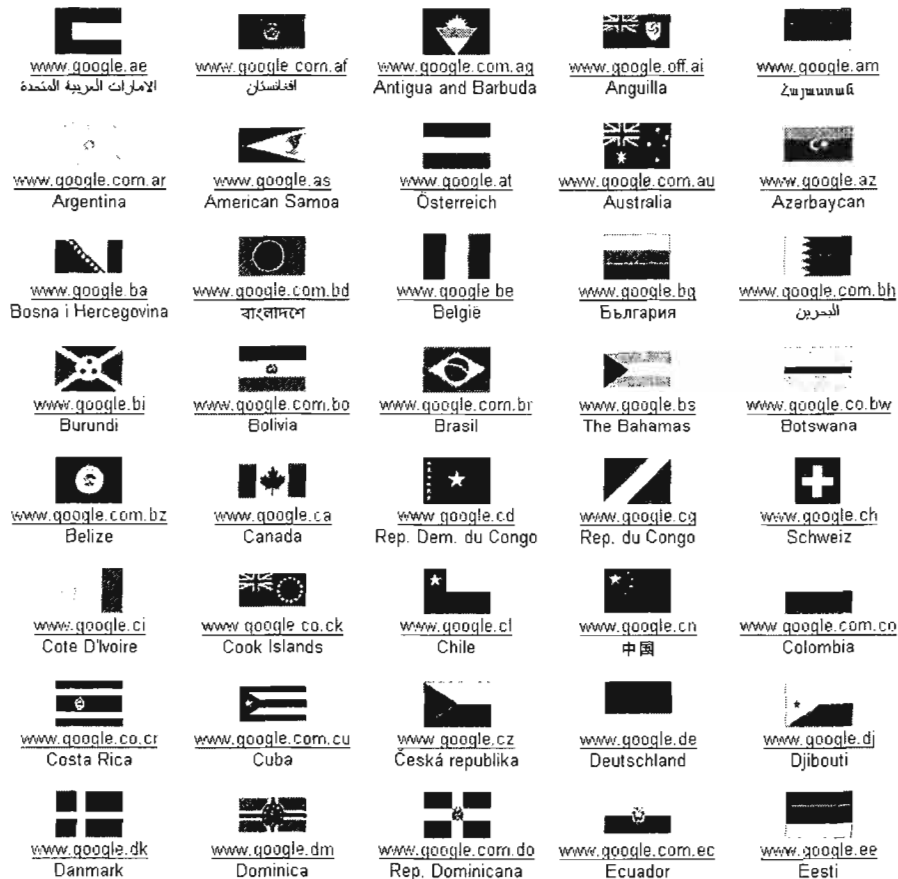 www.google.ae www.google.com.af www.google.com.ag www.google.off.ai www.google.am
الامارات العربية المتحدة افغانستان Antigua and Barbuda Anguilla Հայաստան
www.google.com.ar www.google.as www.google.at www.google.com.au www.google.az
Argentina American Samoa Österreich Australia Azərbaycan
www.google.ba www.google.com.bd www.google.be www.google.bg www.google.com.bh
Bosna i Hercegovina বাংলাদেশ België България البحرين
www.google.bi www.google.com.bo www.google.com.br www.google.bs www.google.co.bw
Burundi Bolivia Brasil The Bahamas Botswana
www.google.com.bz www.google.ca www.google.cd www.google.cg www.google.ch
Belize Canada Rep. Dem. du Congo Rep. du Congo Schweiz
www.google.ci www.google.co.ck www.google.cl www.google.cn www.google.com.co
Cote D'Ivoire Cook Islands Chile 中国 Colombia
www.google.co.cr www.google.com.cu www.google.cz www.google.de www.google.dj
Costa Rica Cuba Česká republika Deutschland Djibouti
www.google.dk www.google.dm www.google.com.do www.google.com.ec www.google.ee
Danmark Dominica Rep. Dominicana Ecuador Eesti